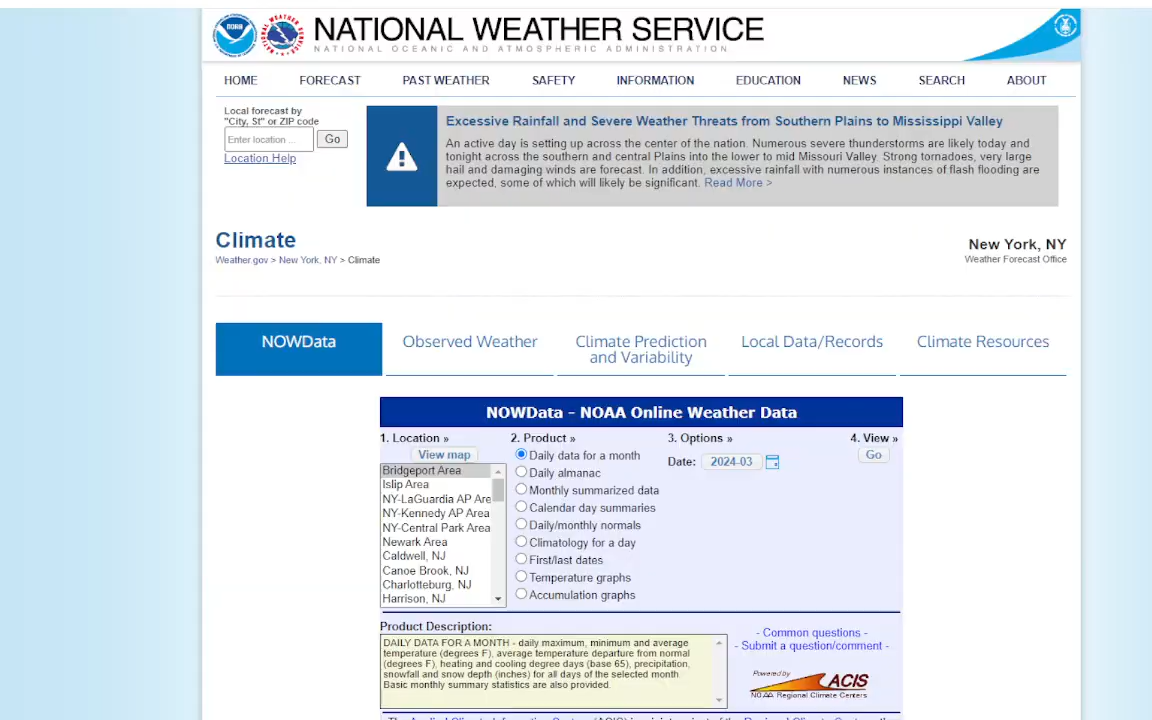 NATIONAL WEATHER SERVICE
NATIONAL OCEANIC AND ATMOSPHERIC ADMINISTRATION
HOME FORECAST PAST WEATHER SAFETY INFORMATION EDUCATION NEWS SEARCH ABOUT
Local forecast by
"City, St" or ZIP code
Enter location ...
Go
Location Help
Excessive Rainfall and Severe Weather Threats from Southern Plains to Mississippi Valley
An active day is setting up across the center of the nation. Numerous severe thunderstorms are likely today and
tonight across the southern and central Plains into the lower to mid Missouri Valley. Strong tornadoes, very large
hail and damaging winds are forecast. In addition, excessive rainfall with numerous instances of flash flooding are
expected, some of which will likely be significant. Read More >
Climate
Weather.gov > New York, NY > Climate
New York, NY
Weather Forecast Office
NOWData
Observed Weather
Climate Prediction
and Variability
Local Data/Records
Climate Resources
NOWData - NOAA Online Weather Data
1. Location »
View map
Bridgeport Area
Islip Area
NY-LaGuardia AP Are
NY-Kennedy AP Area
NY-Central Park Area
Newark Area
Caldwell, NJ
Canoe Brook, NJ
Charlotteburg, NJ
Harrison, NJ
2. Product »
Daily data for a month
Daily almanac
Monthly summarized data
Calendar day summaries
Daily/monthly normals
Climatology for a day
First/last dates
Temperature graphs
Accumulation graphs
3. Options »
Date: 2024-03
4. View »
Go
Product Description:
DAILY DATA FOR A MONTH - daily maximum, minimum and average
temperature (degrees F), average temperature departure from normal
(degrees F), heating and cooling degree days (base 65), precipitation,
snowfall and snow depth (inches) for all days of the selected month.
Basic monthly summary statistics are also provided.
- Common questions -
- Submit a question/comment -
Powered by
ACIS
NOAA Regional Climate Centers